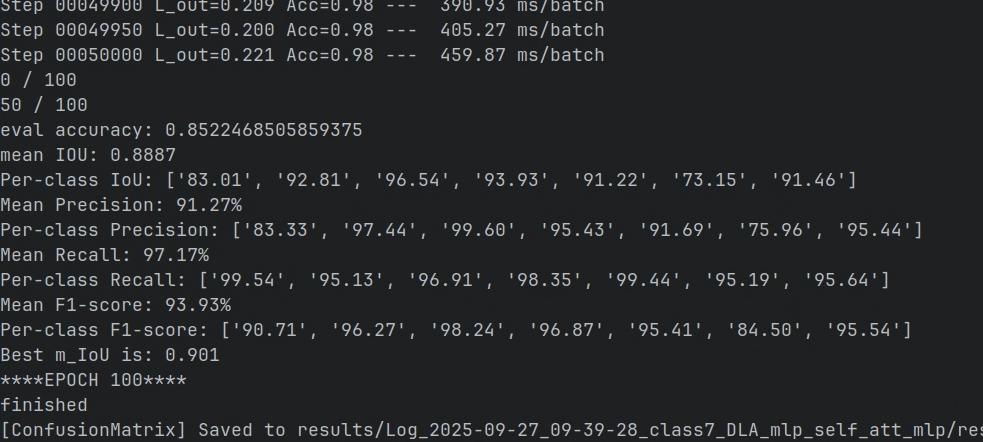 Step 00049900 L_out=0.209 Acc=0.98 ---  390.93 ms/batch
Step 00049950 L_out=0.200 Acc=0.98 ---  405.27 ms/batch
Step 00050000 L_out=0.221 Acc=0.98 ---  459.87 ms/batch
0 / 100
50 / 100
eval accuracy: 0.8522468505859375
mean IOU: 0.8887
Per-class IoU: ['83.01', '92.81', '96.54', '93.93', '91.22', '73.15', '91.46']
Mean Precision: 91.27%
Per-class Precision: ['83.33', '97.44', '99.60', '95.43', '91.69', '75.96', '95.44']
Mean Recall: 97.17%
Per-class Recall: ['99.54', '95.13', '96.91', '98.35', '99.44', '95.19', '95.64']
Mean F1-score: 93.93%
Per-class F1-score: ['90.71', '96.27', '98.24', '96.87', '95.41', '84.50', '95.54']
Best m_IoU is: 0.901
****EPOCH 100****
finished
[ConfusionMatrix] Saved to results/Log_2025-09-27_09-39-28_class7_DLA_mlp_self_att_mlp/res